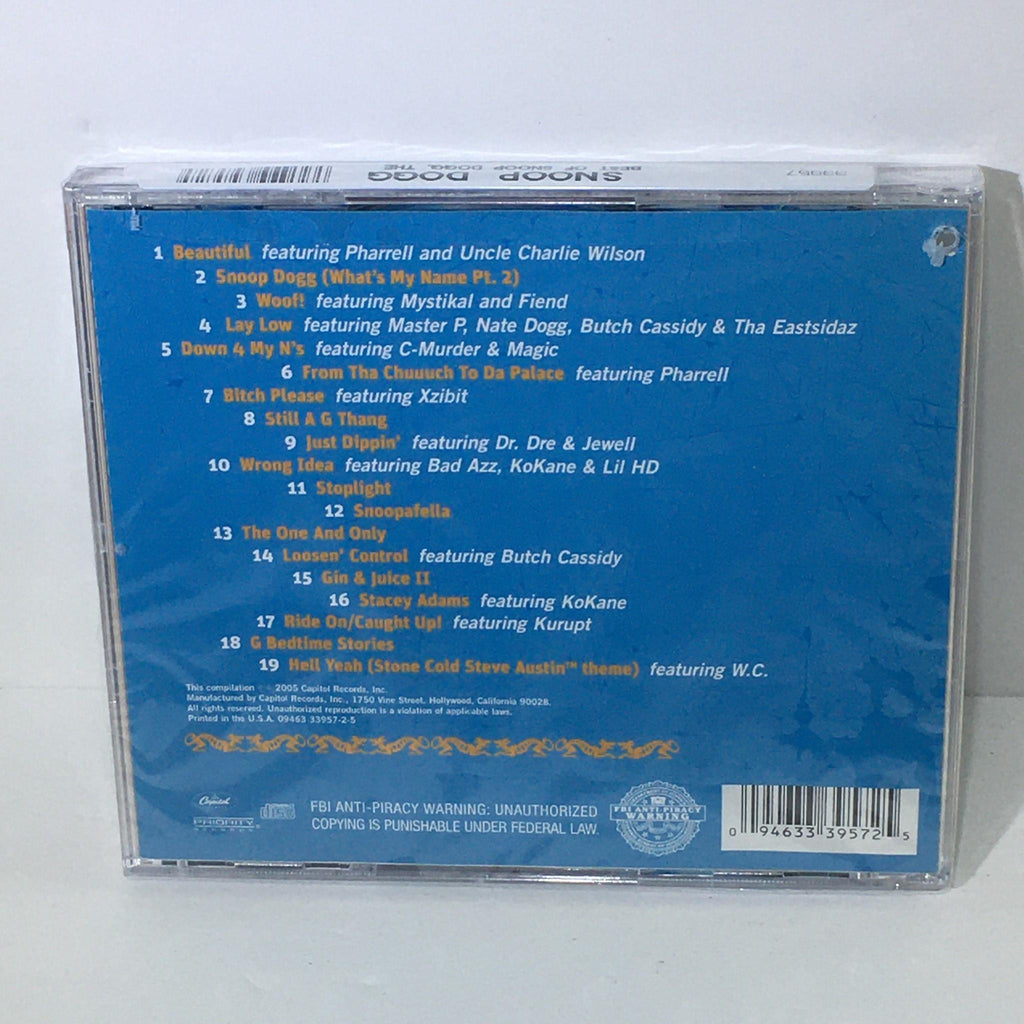 SNOOP DOGG
BEST OF SNOOP DOGG, THE
33957
1 Beautiful featuring Pharrell and Uncle Charlie Wilson
2 Snoop Dogg (What's My Name Pt. 2)
3 Woof! featuring Mystikal and Fiend
4 Lay Low featuring Master P, Nate Dogg, Butch Cassidy & Tha Eastsidaz
5 Down 4 My N's featuring C-Murder & Magic
6 From Tha Chuuuch To Da Palace featuring Pharrell
7 Bitch Please featuring Xzibit
8 Still A G Thang
9 Just Dippin' featuring Dr. Dre & Jewell
10 Wrong Idea featuring Bad Azz, KoKane & Lil HD
11 Stoplight
12 Snoopafella
13 The One And Only
14 Loosen' Control featuring Butch Cassidy
15 Gin & Juice II
16 Stacey Adams featuring KoKane
17 Ride On/Caught Up! featuring Kurupt
18 G Bedtime Stories
19 Hell Yeah (Stone Cold Steve Austin™ theme) featuring W.C.
This compilation 2005 Capitol Records, Inc.
Manufactured by Capitol Records, Inc., 1750 Vine Street, Hollywood, California 90028.
All rights reserved. Unauthorized reproduction is a violation of applicable laws.
Printed in the U.S.A. 09463 33957-2-5
Capitol
PRIORITY
RECORDS
disc
FBI ANTI-PIRACY WARNING: UNAUTHORIZED
COPYING IS PUNISHABLE UNDER FEDERAL LAW.
FBI ANTI-PIRACY
WARNING
0 94633 39572 5